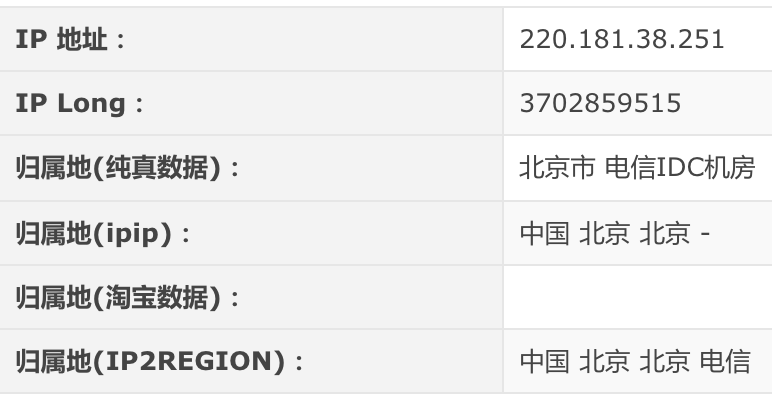 IP 地址： 220.181.38.251
IP Long： 3702859515
归属地(纯真数据)： 北京市 电信IDC机房
归属地(ipip)： 中国 北京 北京 -
归属地(淘宝数据)：
归属地(IP2REGION)： 中国 北京 北京 电信